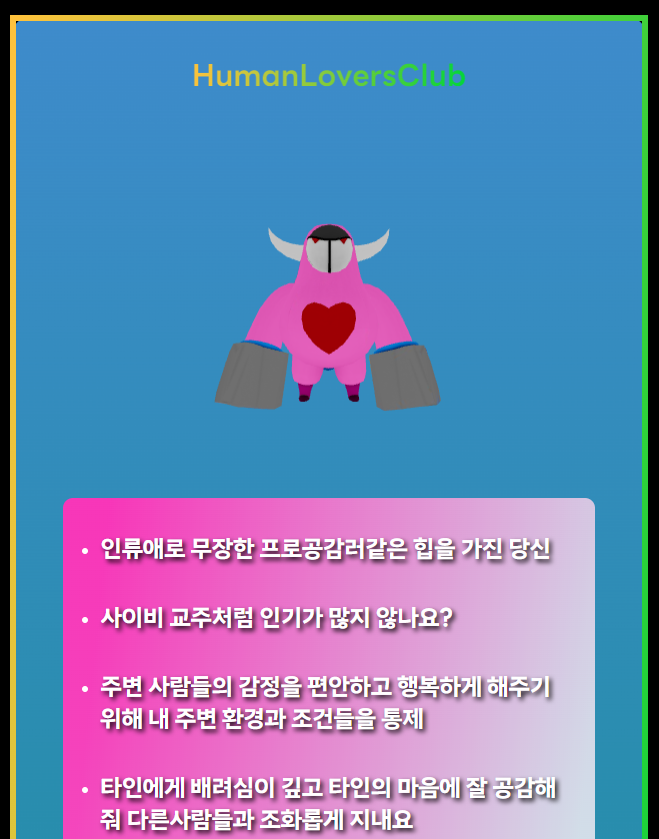 HumanLoversClub
인류애로 무장한 프로공감러같은 힙을 가진 당신
사이비 교주처럼 인기가 많지 않나요?
주변 사람들의 감정을 편안하고 행복하게 해주기
위해 내 주변 환경과 조건들을 통제
타인에게 배려심이 깊고 타인의 마음에 잘 공감해
줘 다른사람들과 조화롭게 지내요